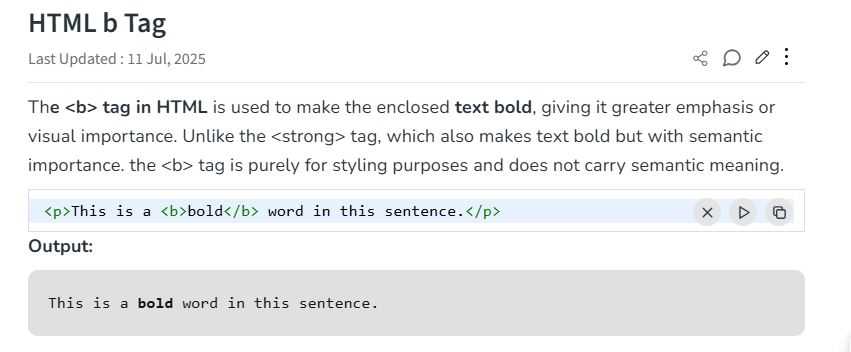 HTML b Tag
Last Updated : 11 Jul, 2025
The <b> tag in HTML is used to make the enclosed text bold, giving it greater emphasis or
visual importance. Unlike the <strong> tag, which also makes text bold but with semantic
importance. the <b> tag is purely for styling purposes and does not carry semantic meaning.
<p>This is a <b>bold</b> word in this sentence.</p>
Output:
This is a bold word in this sentence.